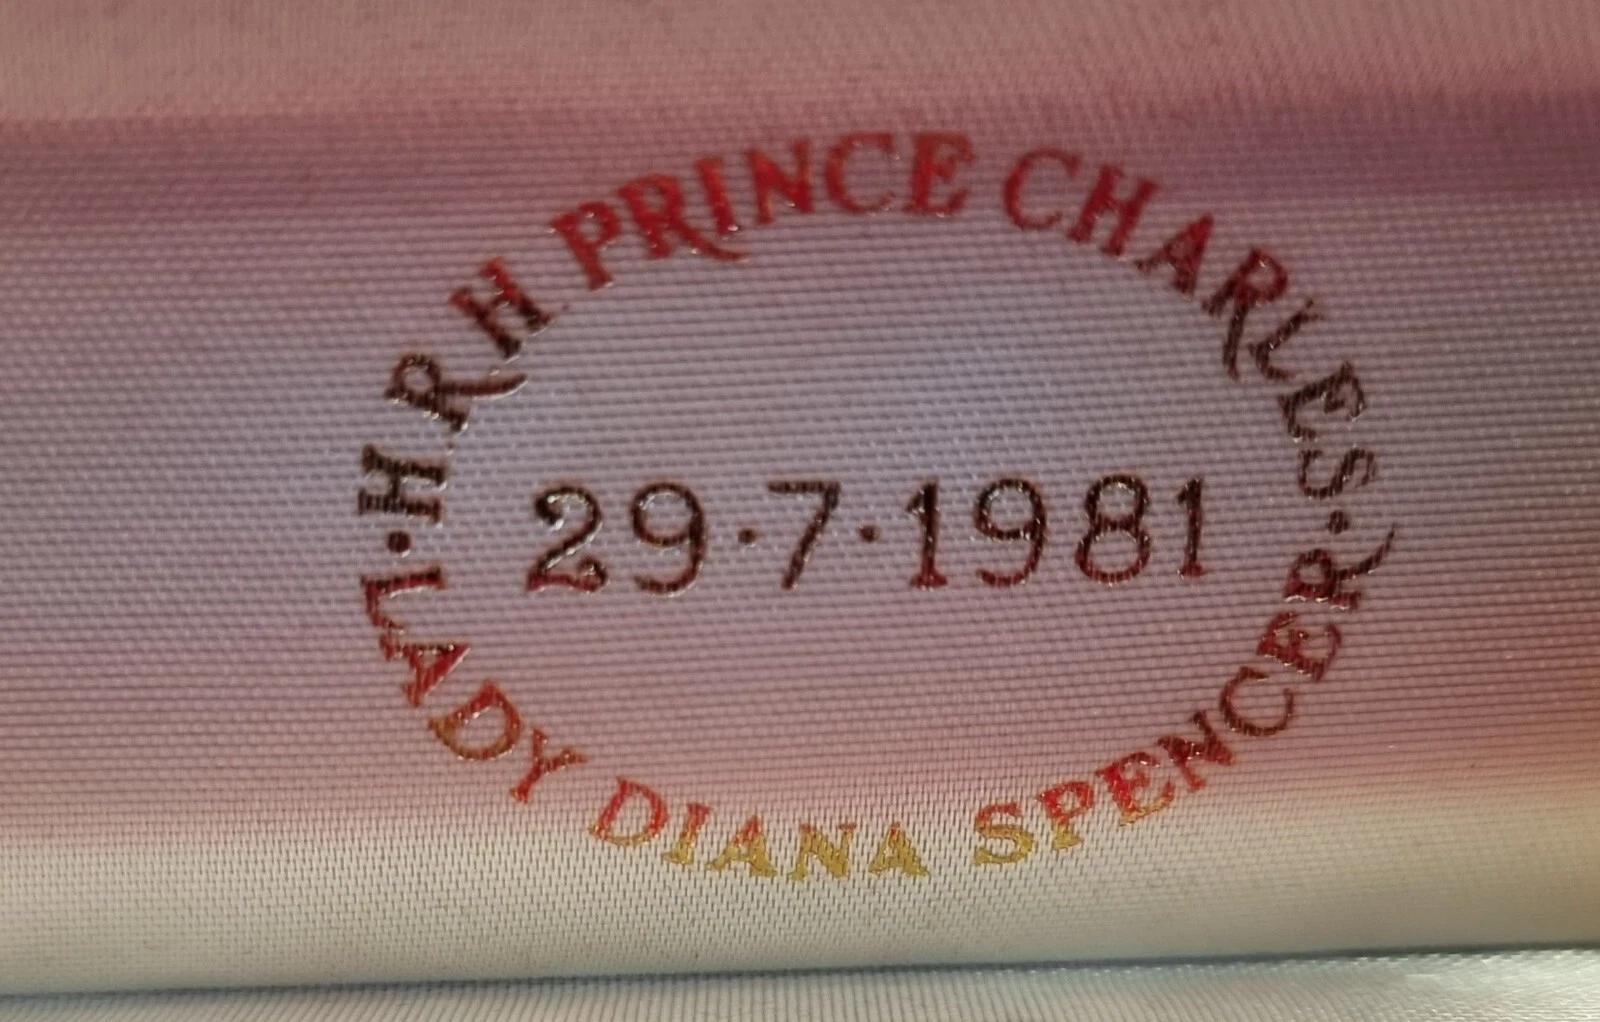 ·H R H PRINCE CHARLES·
29·7·1981
LADY DIANA SPENCER